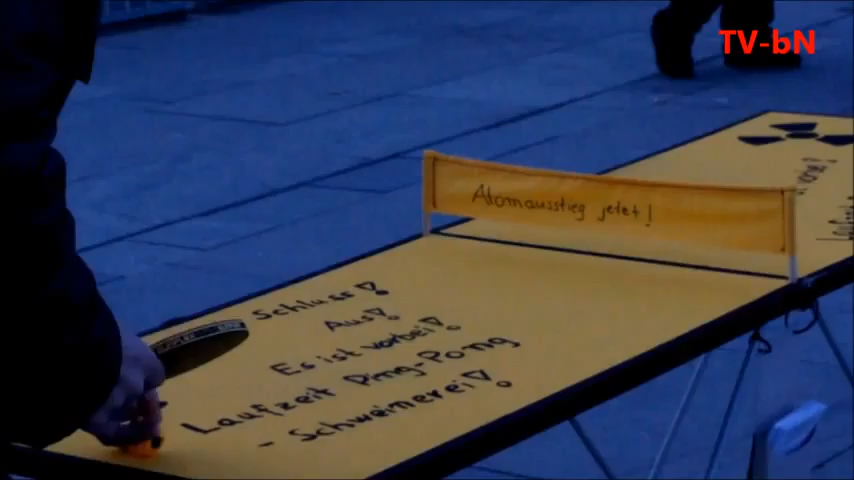 TV-bN
Atomausstieg jetzt!
Schluss!
Aus!
Es ist vorbei!
Laufzeit Ping-Pong
- Schweinerei!